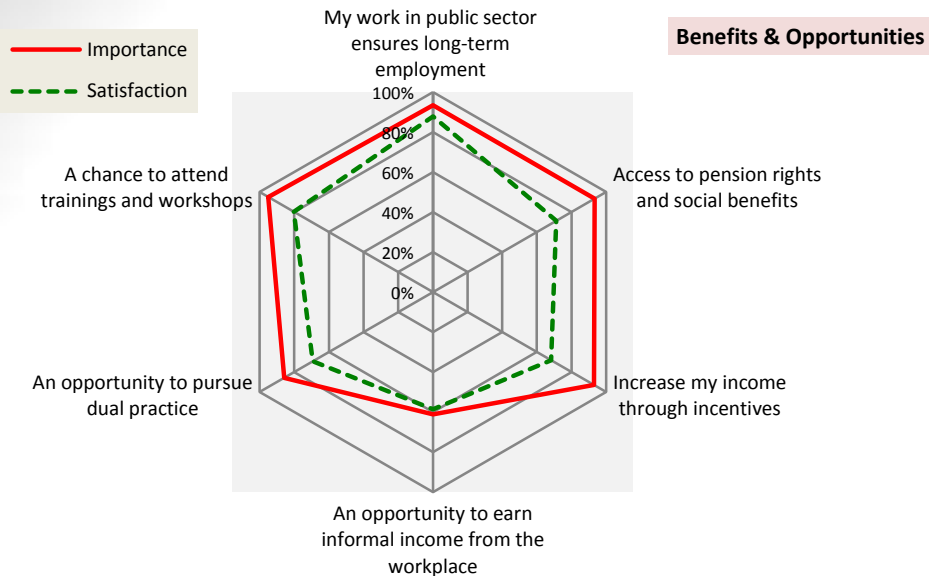 My work in public sector
ensures long-term
employment
Benefits & Opportunities
Importance
Satisfaction
100%
80%
60%
40%
20%
0%
A chance to attend
trainings and workshops
Access to pension rights
and social benefits
An opportunity to pursue
dual practice
Increase my income
through incentives
An opportunity to earn
informal income from the
workplace